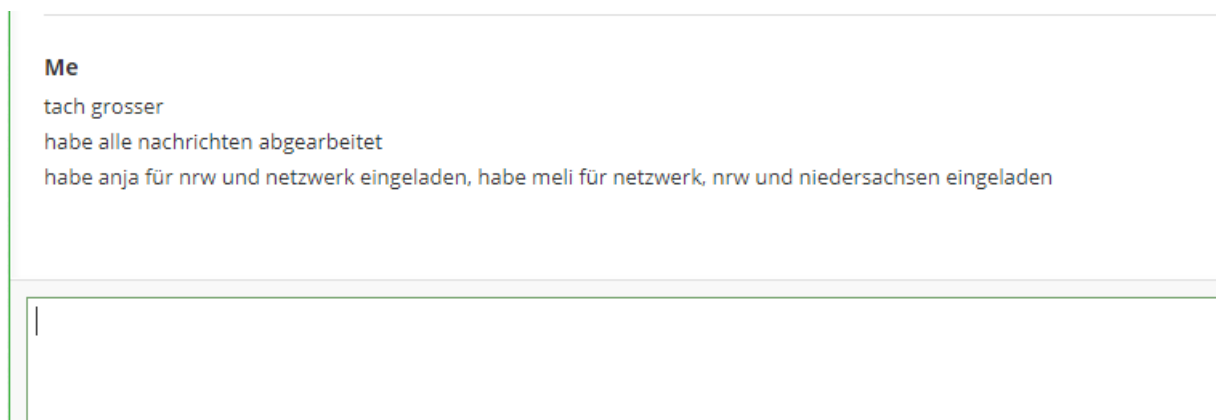 Me
tach grosser
habe alle nachrichten abgearbeitet
habe anja für nrw und netzwerk eingeladen, habe meli für netzwerk, nrw und niedersachsen eingeladen